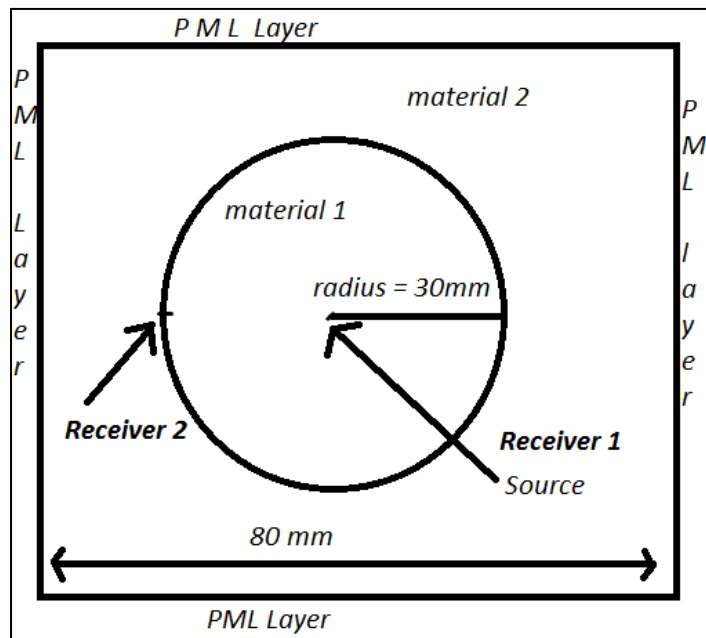 P M L Layer
P
M
L
L
a
y
e
r
material 2
P
M
L
l
a
y
e
r
material 1
radius = 30mm
Receiver 2
Receiver 1
Source
80 mm
PML Layer